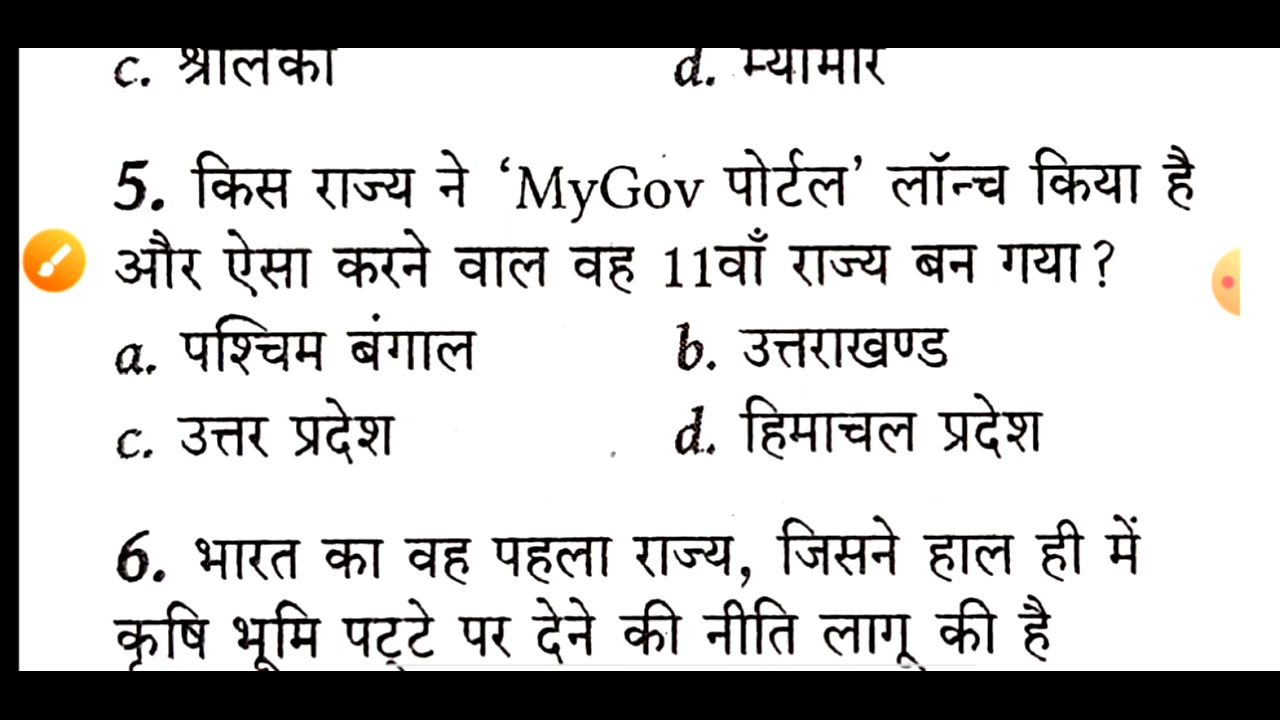 c. श्रीलंका d. म्यांमार
5. किस राज्य ने ‘MyGov पोर्टल’ लॉन्च किया है
और ऐसा करने वाल वह 11वाँ राज्य बन गया?
a. पश्चिम बंगाल b. उत्तराखण्ड
c. उत्तर प्रदेश d. हिमाचल प्रदेश
6. भारत का वह पहला राज्य, जिसने हाल ही में
कृषि भूमि पट्टे पर देने की नीति लागू की है